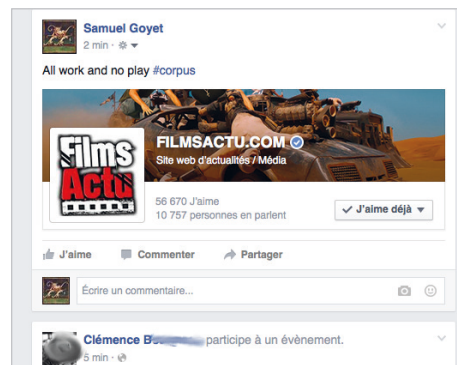 Samuel Goyet
2 min ·
All work and no play #corpus
Films
Actu
FILMSACTU.COM
Site web d'actualités / Média
56 670 J'aime
10 757 personnes en parlent
J'aime déjà
J'aime
Commenter
Partager
Écrire un commentaire...
Clémence participe à un évènement.
5 min ·